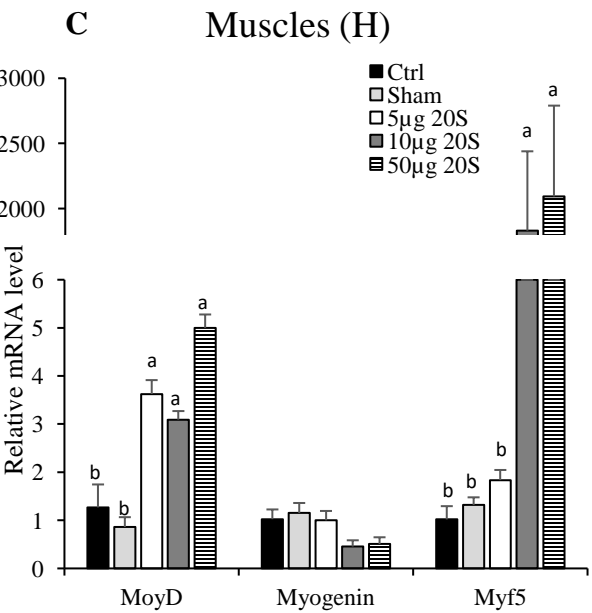 C
Muscles (H)
Ctrl
Sham
5µg 20S
10µg 20S
50µg 20S
3000
2500
2000
6
5
4
3
2
1
0
Relative mRNA level
b
b
a
a
a
b
b
b
a
a
MoyD
Myogenin
Myf5